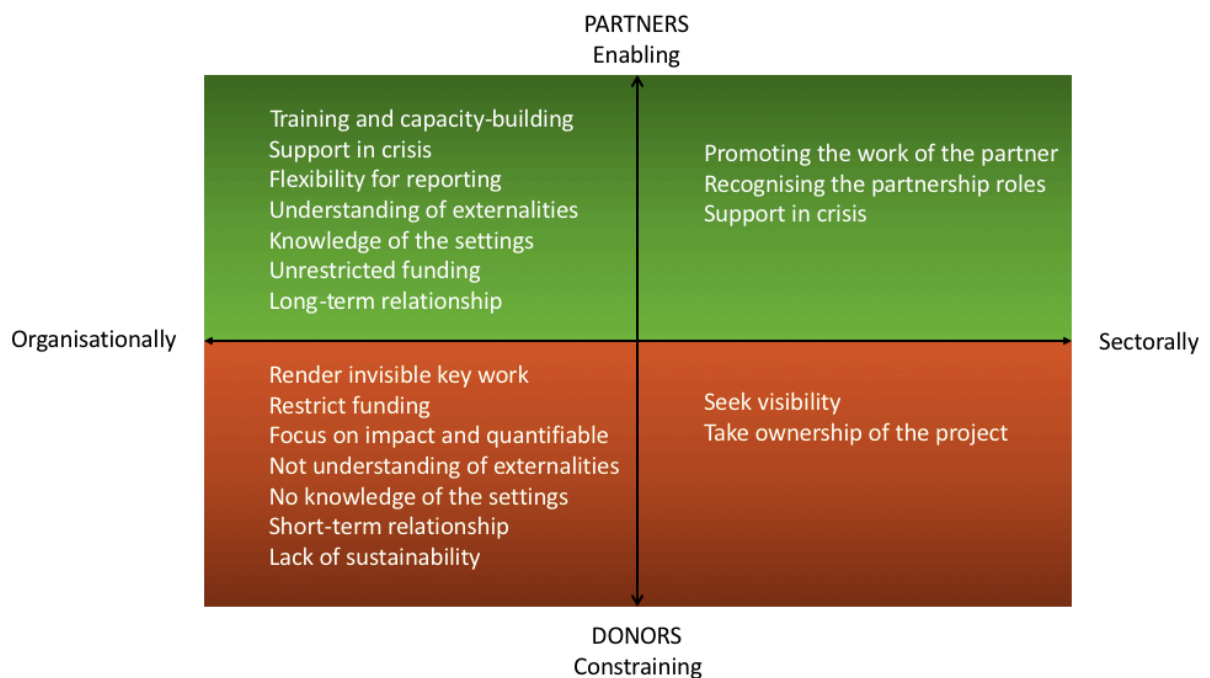 PARTNERS
Enabling
Training and capacity-building
Support in crisis
Flexibility for reporting
Understanding of externalities
Knowledge of the settings
Unrestricted funding
Long-term relationship
Promoting the work of the partner
Recognising the partnership roles
Support in crisis
Organisationally
Sectorally
Render invisible key work
Restrict funding
Focus on impact and quantifiable
Not understanding of externalities
No knowledge of the settings
Short-term relationship
Lack of sustainability
Seek visibility
Take ownership of the project
DONORS
Constraining